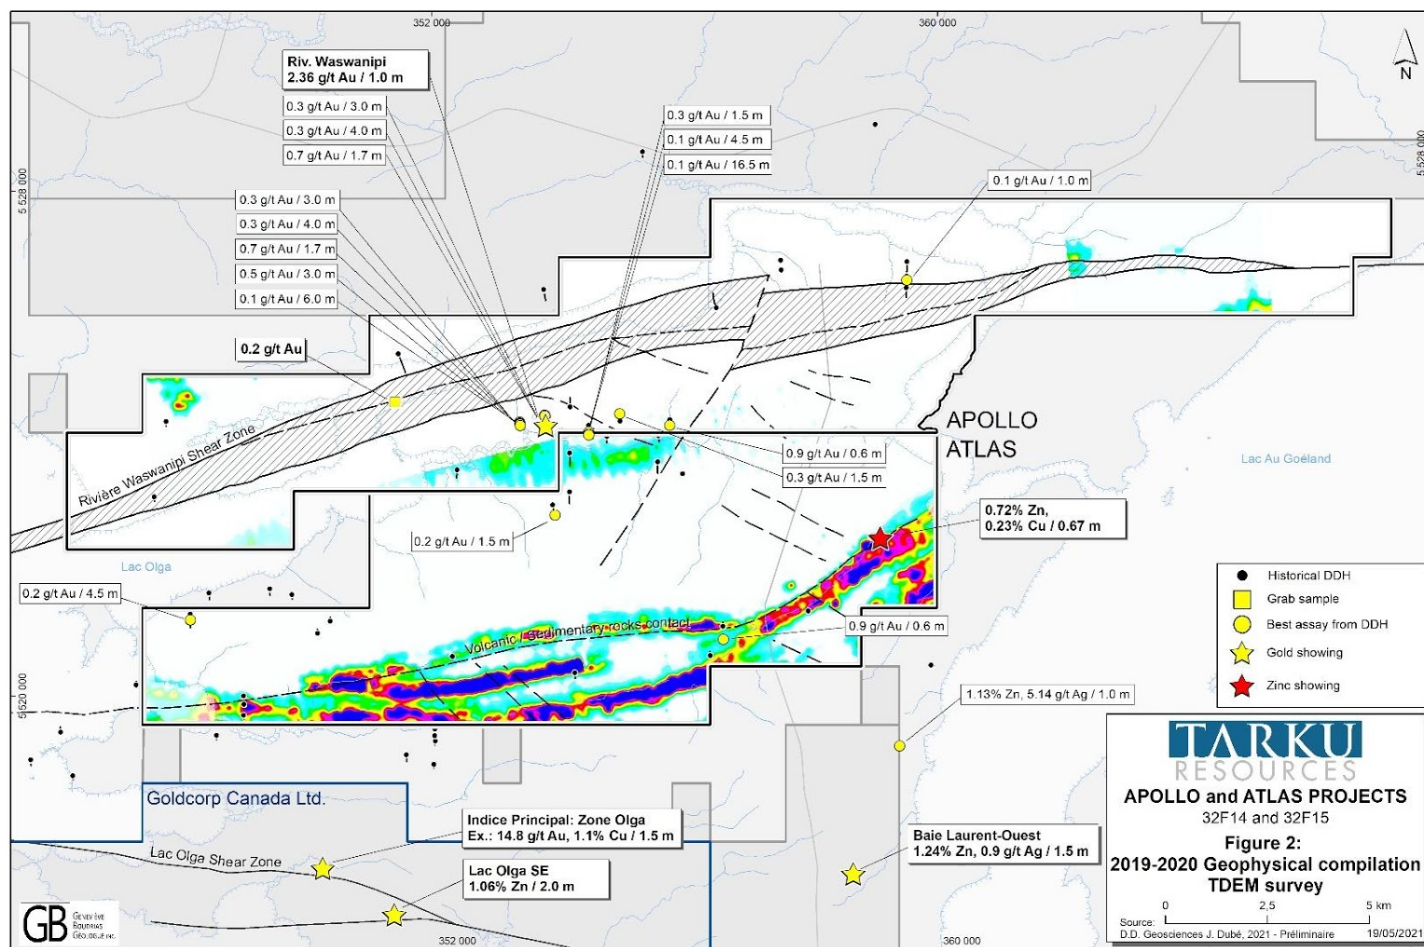 352 000
360 000
N
5 528 000
5 528 000
5 520 000
Riv. Waswanipi
2.36 g/t Au / 1.0 m
0.3 g/t Au / 3.0 m
0.3 g/t Au / 4.0 m
0.7 g/t Au / 1.7 m
0.3 g/t Au / 1.5 m
0.1 g/t Au / 4.5 m
0.1 g/t Au / 16.5 m
0.1 g/t Au / 1.0 m
0.3 g/t Au / 3.0 m
0.3 g/t Au / 4.0 m
0.7 g/t Au / 1.7 m
0.5 g/t Au / 3.0 m
0.1 g/t Au / 6.0 m
0.2 g/t Au
Rivière Waswanipi Shear Zone
APOLLO
ATLAS
Lac Au Goéland
0.9 g/t Au / 0.6 m
0.3 g/t Au / 1.5 m
0.72% Zn,
0.23% Cu / 0.67 m
0.2 g/t Au / 1.5 m
Lac Olga
0.2 g/t Au / 4.5 m
Volcanic / Sedimentary rocks contact
0.9 g/t Au / 0.6 m
1.13% Zn, 5.14 g/t Ag / 1.0 m
Historical DDH
Grab sample
Best assay from DDH
Gold showing
Zinc showing
Goldcorp Canada Ltd.
Indice Principal: Zone Olga
Ex.: 14.8 g/t Au, 1.1% Cu / 1.5 m
Lac Olga Shear Zone
Lac Olga SE
1.06% Zn / 2.0 m
Baie Laurent-Ouest
1.24% Zn, 0.9 g/t Ag / 1.5 m
TARKU
RESOURCES
APOLLO and ATLAS PROJECTS
32F14 and 32F15
Figure 2:
2019-2020 Geophysical compilation
TDEM survey
0 2,5 5 km
Source:
D.D. Geosciences J. Dubé, 2021 - Préliminaire 19/05/2021
GB
GENEVIÈVE
BOUDRIAS
GÉOLOGUE INC.
352 000
360 000